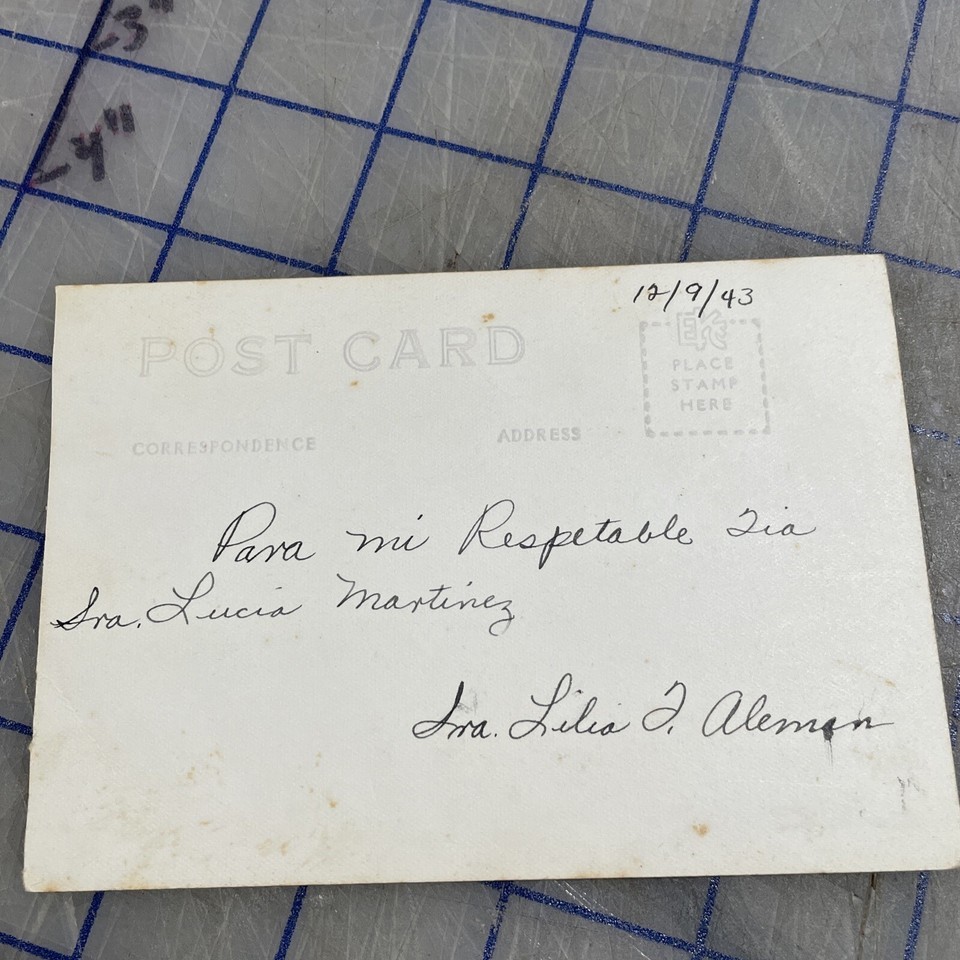 3"
4"
12/9/43
POST CARD
EKC
PLACE
STAMP
HERE
CORRESPONDENCE
ADDRESS
Para mi Respetable Tia
Sra. Lucia Martinez
Sra. Lilia T. Aleman